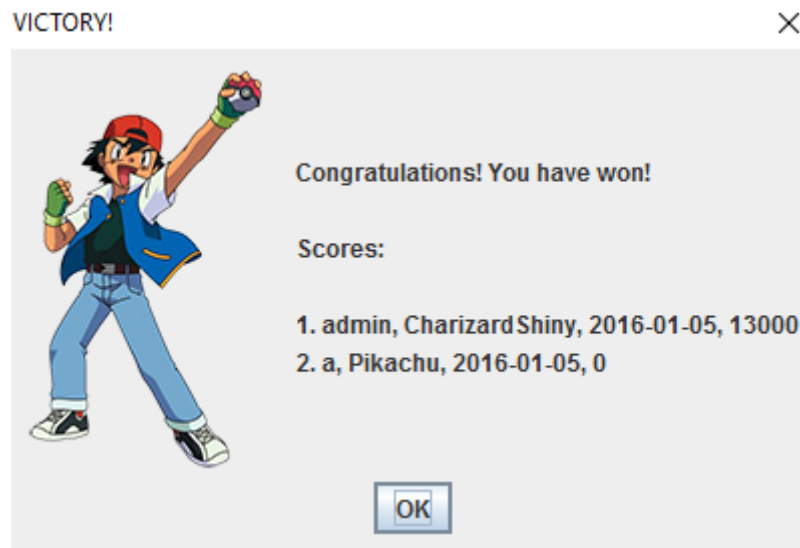 VICTORY!
Congratulations! You have won!
Scores:
1. admin, CharizardShiny, 2016-01-05, 13000
2. a, Pikachu, 2016-01-05, 0
OK